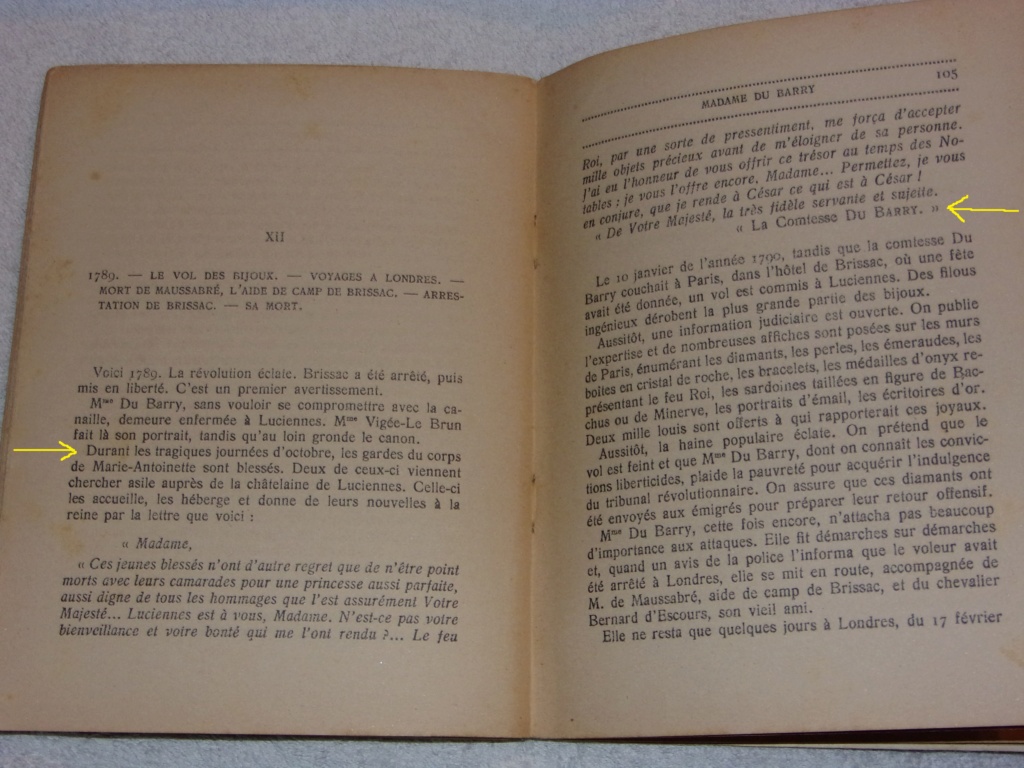 XII
1789. — LE VOL DES BIJOUX. — VOYAGES A LONDRES. —
MORT DE MAUSSABRÉ, L'AIDE DE CAMP DE BRISSAC. — ARRES-
TATION DE BRISSAC. — SA MORT.
Voici 1789. La révolution éclate. Brissac a été arrêté, puis
mis en liberté. C'est un premier avertissement.
Mme Du Barry, sans vouloir se compromettre avec la ca-
naille, demeure enfermée à Luciennes. Mme Vigée-Le Brun
fait là son portrait, tandis qu'au loin gronde le canon.
Durant les tragiques journées d'octobre, les gardes du corps
de Marie-Antoinette sont blessés. Deux de ceux-ci viennent
chercher asile auprès de la châtelaine de Luciennes. Celle-ci
les accueille, les héberge et donne de leurs nouvelles à la
reine par la lettre que voici :
« Madame,
« Ces jeunes blessés n'ont d'autre regret que de n'être point
morts avec leurs camarades pour une princesse aussi parfaite,
aussi digne de tous les hommages que l'est assurément Votre
Majesté... Luciennes est à vous, Madame. N'est-ce pas votre
bienveillance et votre bonté qui me l'ont rendu ?... Le feu
105
MADAME DU BARRY
Roi, par une sorte de pressentiment, me força d'accepter
mille objets précieux avant de m'éloigner de sa personne.
J'ai eu l'honneur de vous offrir ce trésor au temps des No-
tables : je vous l'offre encore, Madame... Permettez, je vous
en conjure, que je rende à César ce qui est à César !
« De Votre Majesté, la très fidèle servante et sujette.
« La Comtesse DU BARRY. »
Le 10 janvier de l'année 1790, tandis que la comtesse Du
Barry couchait à Paris, dans l'hôtel de Brissac, où une fête
avait été donnée, un vol est commis à Luciennes. Des filous
ingénieux dérobent la plus grande partie des bijoux.
Aussitôt, une information judiciaire est ouverte. On publie
l'expertise et de nombreuses affiches sont posées sur les murs
de Paris, énumérant les diamants, les perles, les émeraudes, les
boîtes en cristal de roche, les bracelets, les médailles d'onyx re-
présentant le feu Roi, les sardoines taillées en figure de Bac-
chus ou de Minerve, les portraits d'émail, les écritoires d'or.
Deux mille louis sont offerts à qui rapporterait ces joyaux.
Aussitôt, la haine populaire éclate. On prétend que le
vol est feint et que Mme Du Barry, dont on connaît les convic-
tions liberticides, plaide la pauvreté pour acquérir l'indulgence
du tribunal révolutionnaire. On assure que ces diamants ont
été envoyés aux émigrés pour préparer leur retour offensif.
Mme Du Barry, cette fois encore, n'attacha pas beaucoup
d'importance aux attaques. Elle fit démarches sur démarches
et, quand un avis de la police l'informa que le voleur avait
été arrêté à Londres, elle se mit en route, accompagnée de
M. de Maussabré, aide de camp de Brissac, et du chevalier
Bernard d'Escours, son vieil ami.
Elle ne resta que quelques jours à Londres, du 17 février